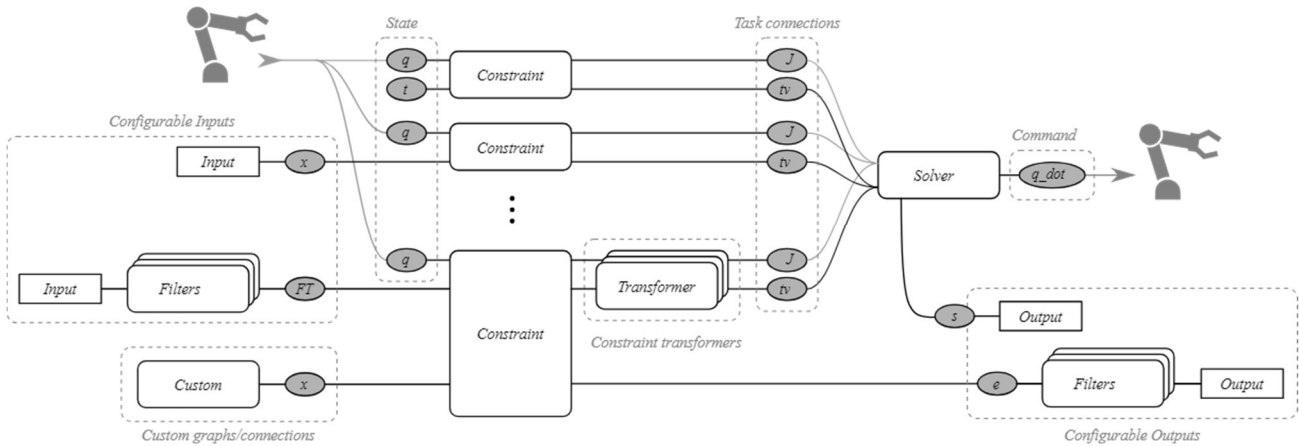 State
Task connections
q
Constraint
J
t
tv
Configurable Inputs
q
Constraint
J
Command
Input
x
tv
Solver
q_dot
q
J
Input
Filters
FT
Transformer
tv
Constraint
s
Output
Constraint transformers
Custom
x
e
Filters
Output
Custom graphs/connections
Configurable Outputs